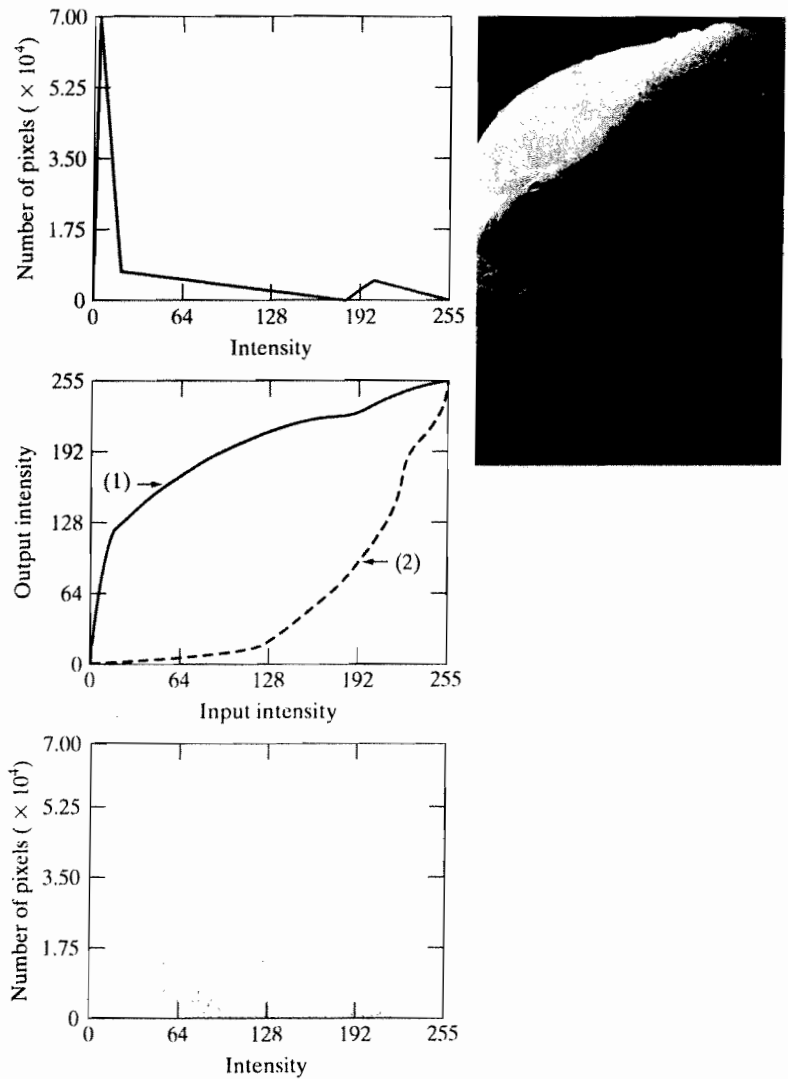 7.00
5.25
3.50
1.75
0
Number of pixels ( × 10⁴)
0 64 128 192 255
Intensity
255
192
128
64
0
Output intensity
(1)
(2)
0 64 128 192 255
Input intensity
7.00
5.25
3.50
1.75
0
Number of pixels ( × 10⁴)
0 64 128 192 255
Intensity